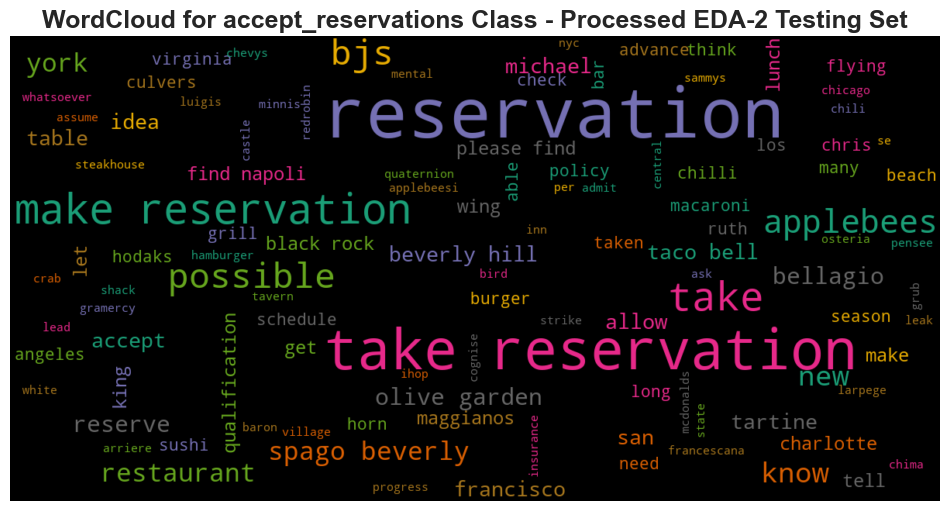 WordCloud for accept_reservations Class - Processed EDA-2 Testing Set
york
virginia
chevys
bjs
nyc
advance
think
lunch
culvers
mental
michael
check
bar
sammys
flying
whatsoever
luigis
minnis
redrobin
reservation
chicago
chili
assume
idea
table
castle
please find
los
chris
se
steakhouse
find napoli
quaternion
applebeesi
able
policy
per
admit
central
chilli
many
beach
make reservation
wing
macaroni
applebees
grill
inn
ruth
osteria
pensee
let
hodaks
hamburger
black rock
beverly hill
taken
taco bell
crab
shack
possible
bird
ask
bellagio
gramercy
tavern
burger
take
grub
lead
schedule
strike
allow
season
leak
angeles
accept
qualification
get
take reservation
cognise
make
white
king
ihop
olive garden
long
mcdonalds
new
larpege
reserve
baron
village
horn
maggianos
state
tartine
arriere
sushi
spago beverly
insurance
san
francescana
charlotte
restaurant
need
know
chima
progress
francisco
tell